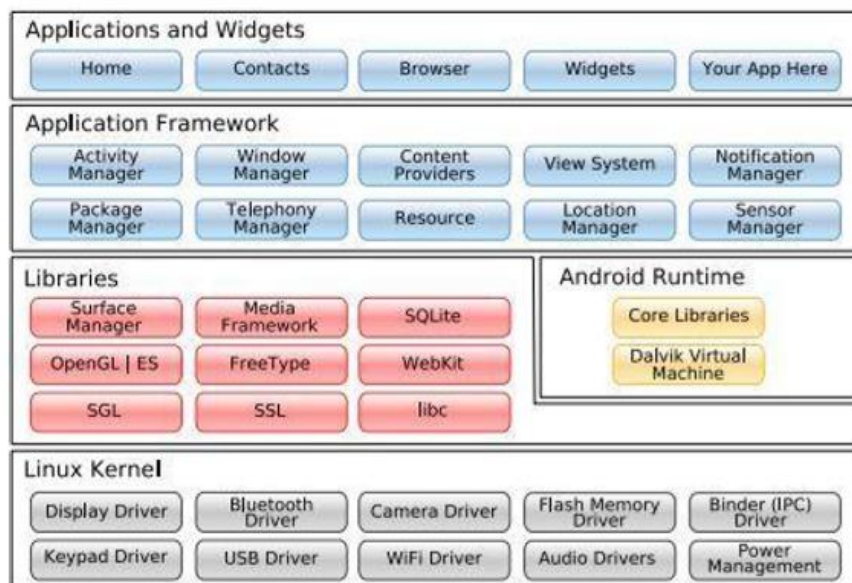 Applications and Widgets
Home
Contacts
Browser
Widgets
Your App Here
Application Framework
Activity
Manager
Window
Manager
Content
Providers
View System
Notification
Manager
Package
Manager
Telephony
Manager
Resource
Location
Manager
Sensor
Manager
Libraries
Surface
Manager
Media
Framework
SQLite
OpenGL | ES
FreeType
WebKit
SGL
SSL
libc
Android Runtime
Core Libraries
Dalvik Virtual
Machine
Linux Kernel
Display Driver
Bluetooth
Driver
Camera Driver
Flash Memory
Driver
Binder (IPC)
Driver
Keypad Driver
USB Driver
WiFi Driver
Audio Drivers
Power
Management